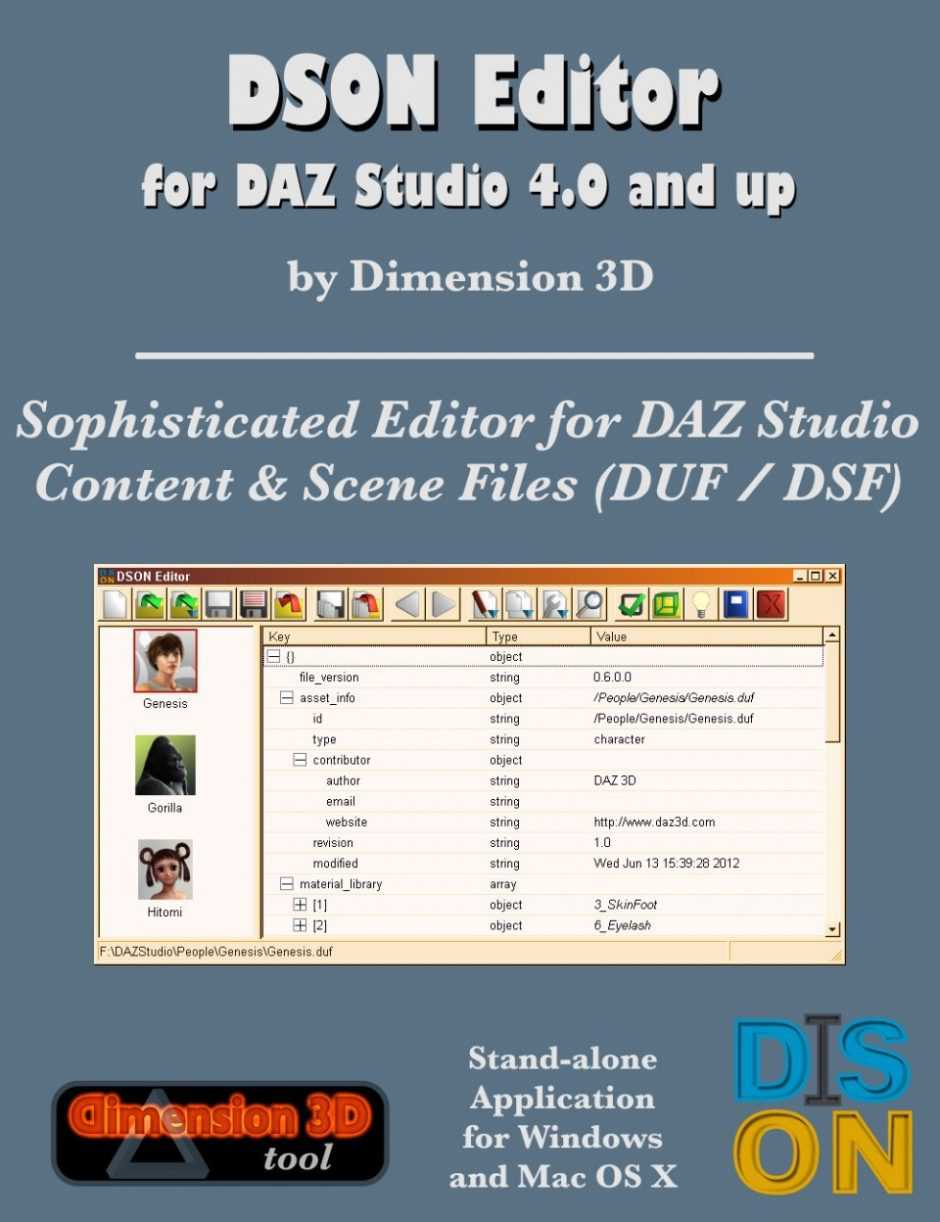 DSON Editor
for DAZ Studio 4.0 and up
by Dimension 3D
Sophisticated Editor for DAZ Studio
Content & Scene Files (DUF / DSF)
DIS ON DSON Editor
Key Type Value
{} object
file_version string 0.6.0.0
asset_info object /People/Genesis/Genesis.duf
Genesis
id string /People/Genesis/Genesis.duf
type string character
contributor object
author string DAZ 3D
email string
Gorilla
website string http://www.daz3d.com
revision string 1.0
modified string Wed Jun 13 15:39:28 2012
material_library array
[1] object 3_SkinFoot
Hitomi
[2] object 6_Eyelash
F:\DAZStudio\People\Genesis\Genesis.duf
Stand-alone
Application
for Windows
and Mac OS X
dimension 3D
tool
DIS
ON